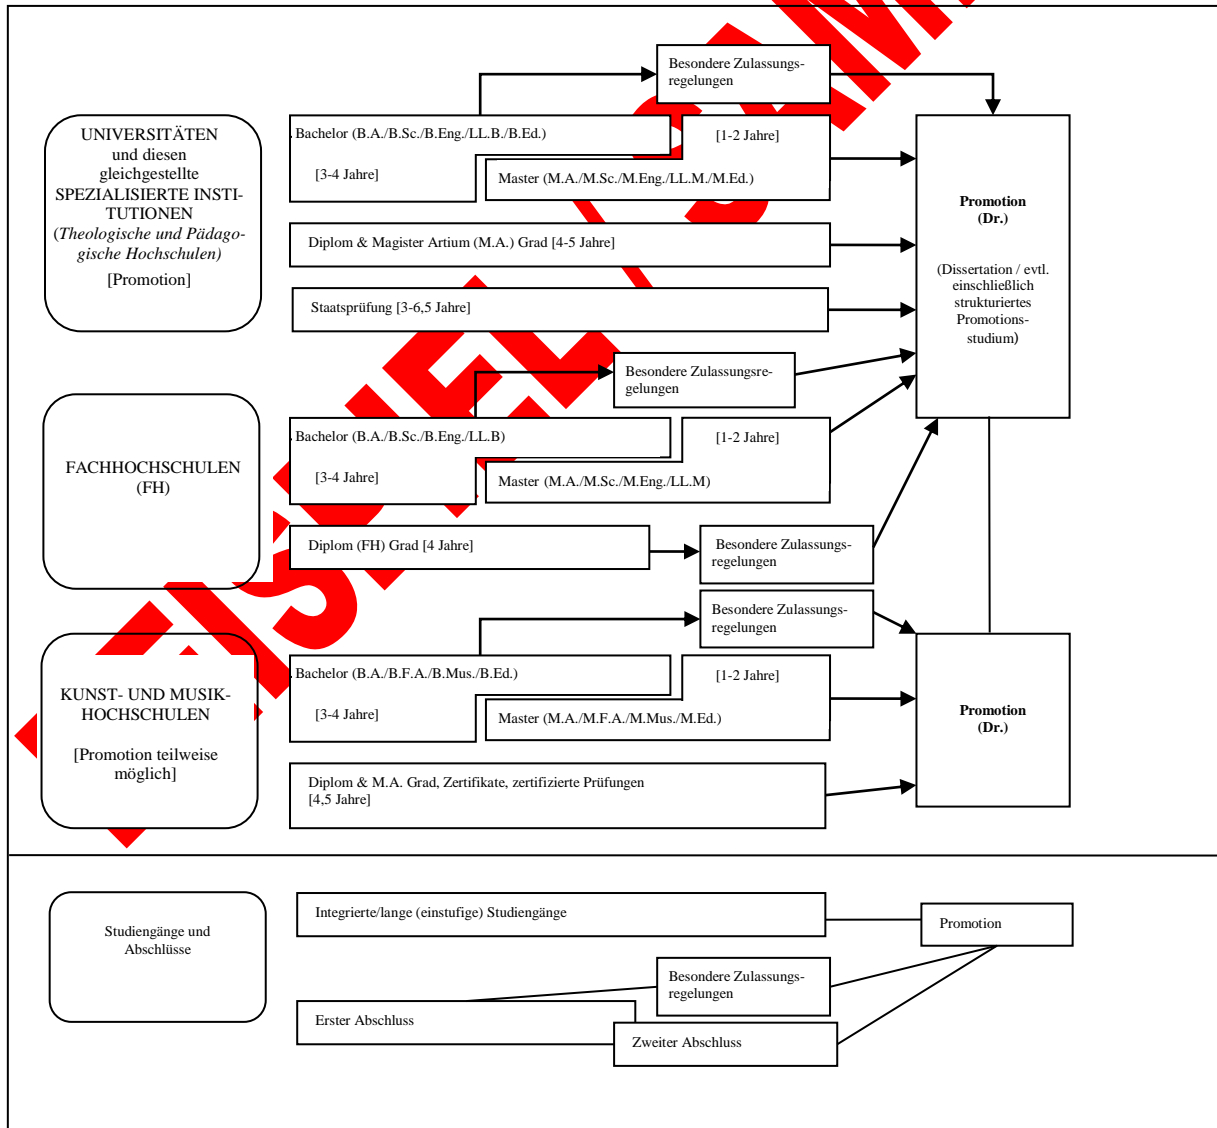 Besondere Zulassungs-
regelungen
UNIVERSITÄTEN
und diesen
gleichgestellte
SPEZIALISIERTE INSTI-
TUTIONEN
(Theologische und Pädago-
gische Hochschulen)
[Promotion]
Bachelor (B.A./B.Sc./B.Eng./LL.B./B.Ed.)
[3-4 Jahre]
[1-2 Jahre]
Master (M.A./M.Sc./M.Eng./LL.M./M.Ed.)
Diplom & Magister Artium (M.A.) Grad [4-5 Jahre]
Staatsprüfung [3-6,5 Jahre]
Promotion
(Dr.)
(Dissertation / evtl.
einschließlich
strukturiertes
Promotions-
studium)
Besondere Zulassungsre-
gelungen
FACHHOCHSCHULEN
(FH)
Bachelor (B.A./B.Sc./B.Eng./LL.B)
[3-4 Jahre]
[1-2 Jahre]
Master (M.A./M.Sc./M.Eng./LL.M)
Diplom (FH) Grad [4 Jahre]
Besondere Zulassungs-
regelungen
Besondere Zulassungs-
regelungen
KUNST- UND MUSIK-
HOCHSCHULEN
[Promotion teilweise
möglich]
Bachelor (B.A./B.F.A./B.Mus./B.Ed.)
[3-4 Jahre]
[1-2 Jahre]
Master (M.A./M.F.A./M.Mus./M.Ed.)
Diplom & M.A. Grad, Zertifikate, zertifizierte Prüfungen
[4,5 Jahre]
Promotion
(Dr.)
Studiengänge und
Abschlüsse
Integrierte/lange (einstufige) Studiengänge
Promotion
Besondere Zulassungs-
regelungen
Erster Abschluss
Zweiter Abschluss